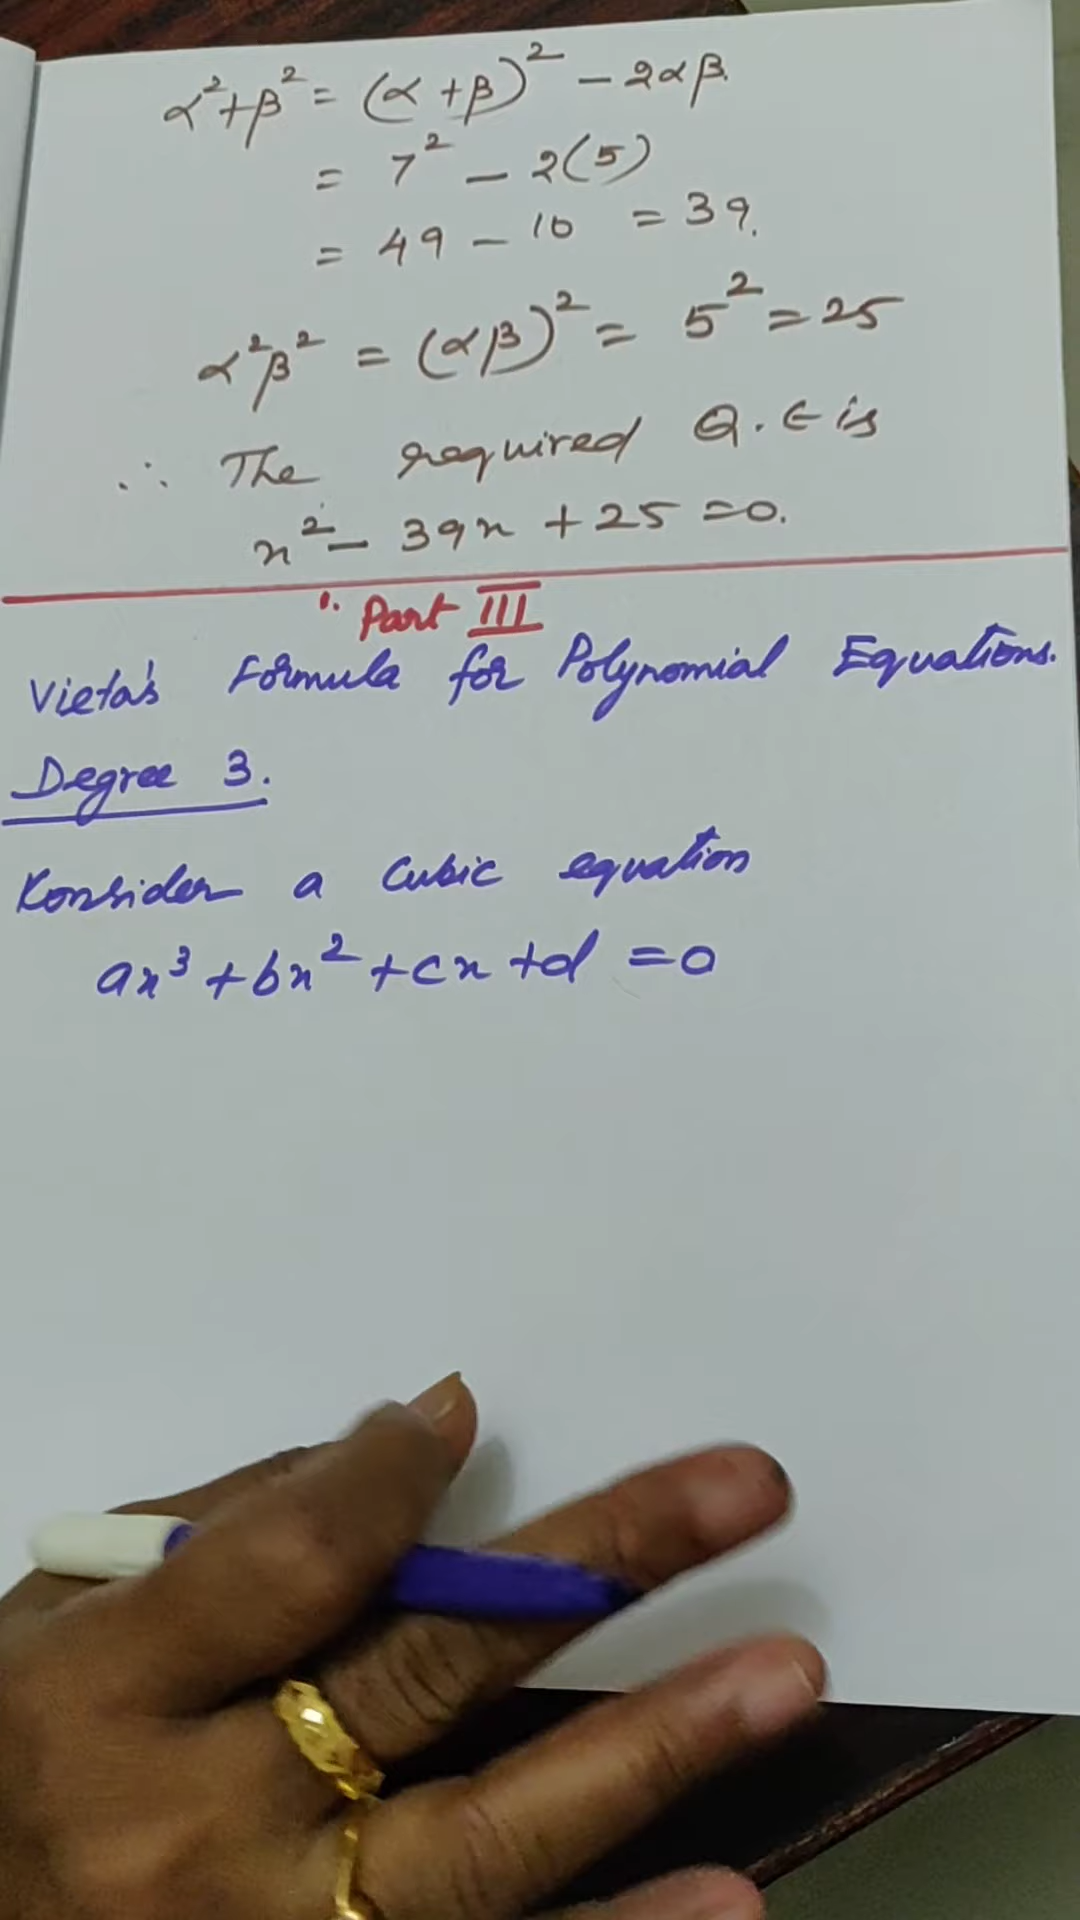 α²+β² = (α+β)² − 2αβ.
= 7² − 2(5)
= 49 − 10 = 39.
α²β² = (αβ)² = 5² = 25
∴ The required Q.E is
x² − 39x + 25 = 0.
Part III
Vieta's Formula for Polynomial Equations.
Degree 3.
Konsider a Cubic equation
ax³ + bx² + cx + d = 0